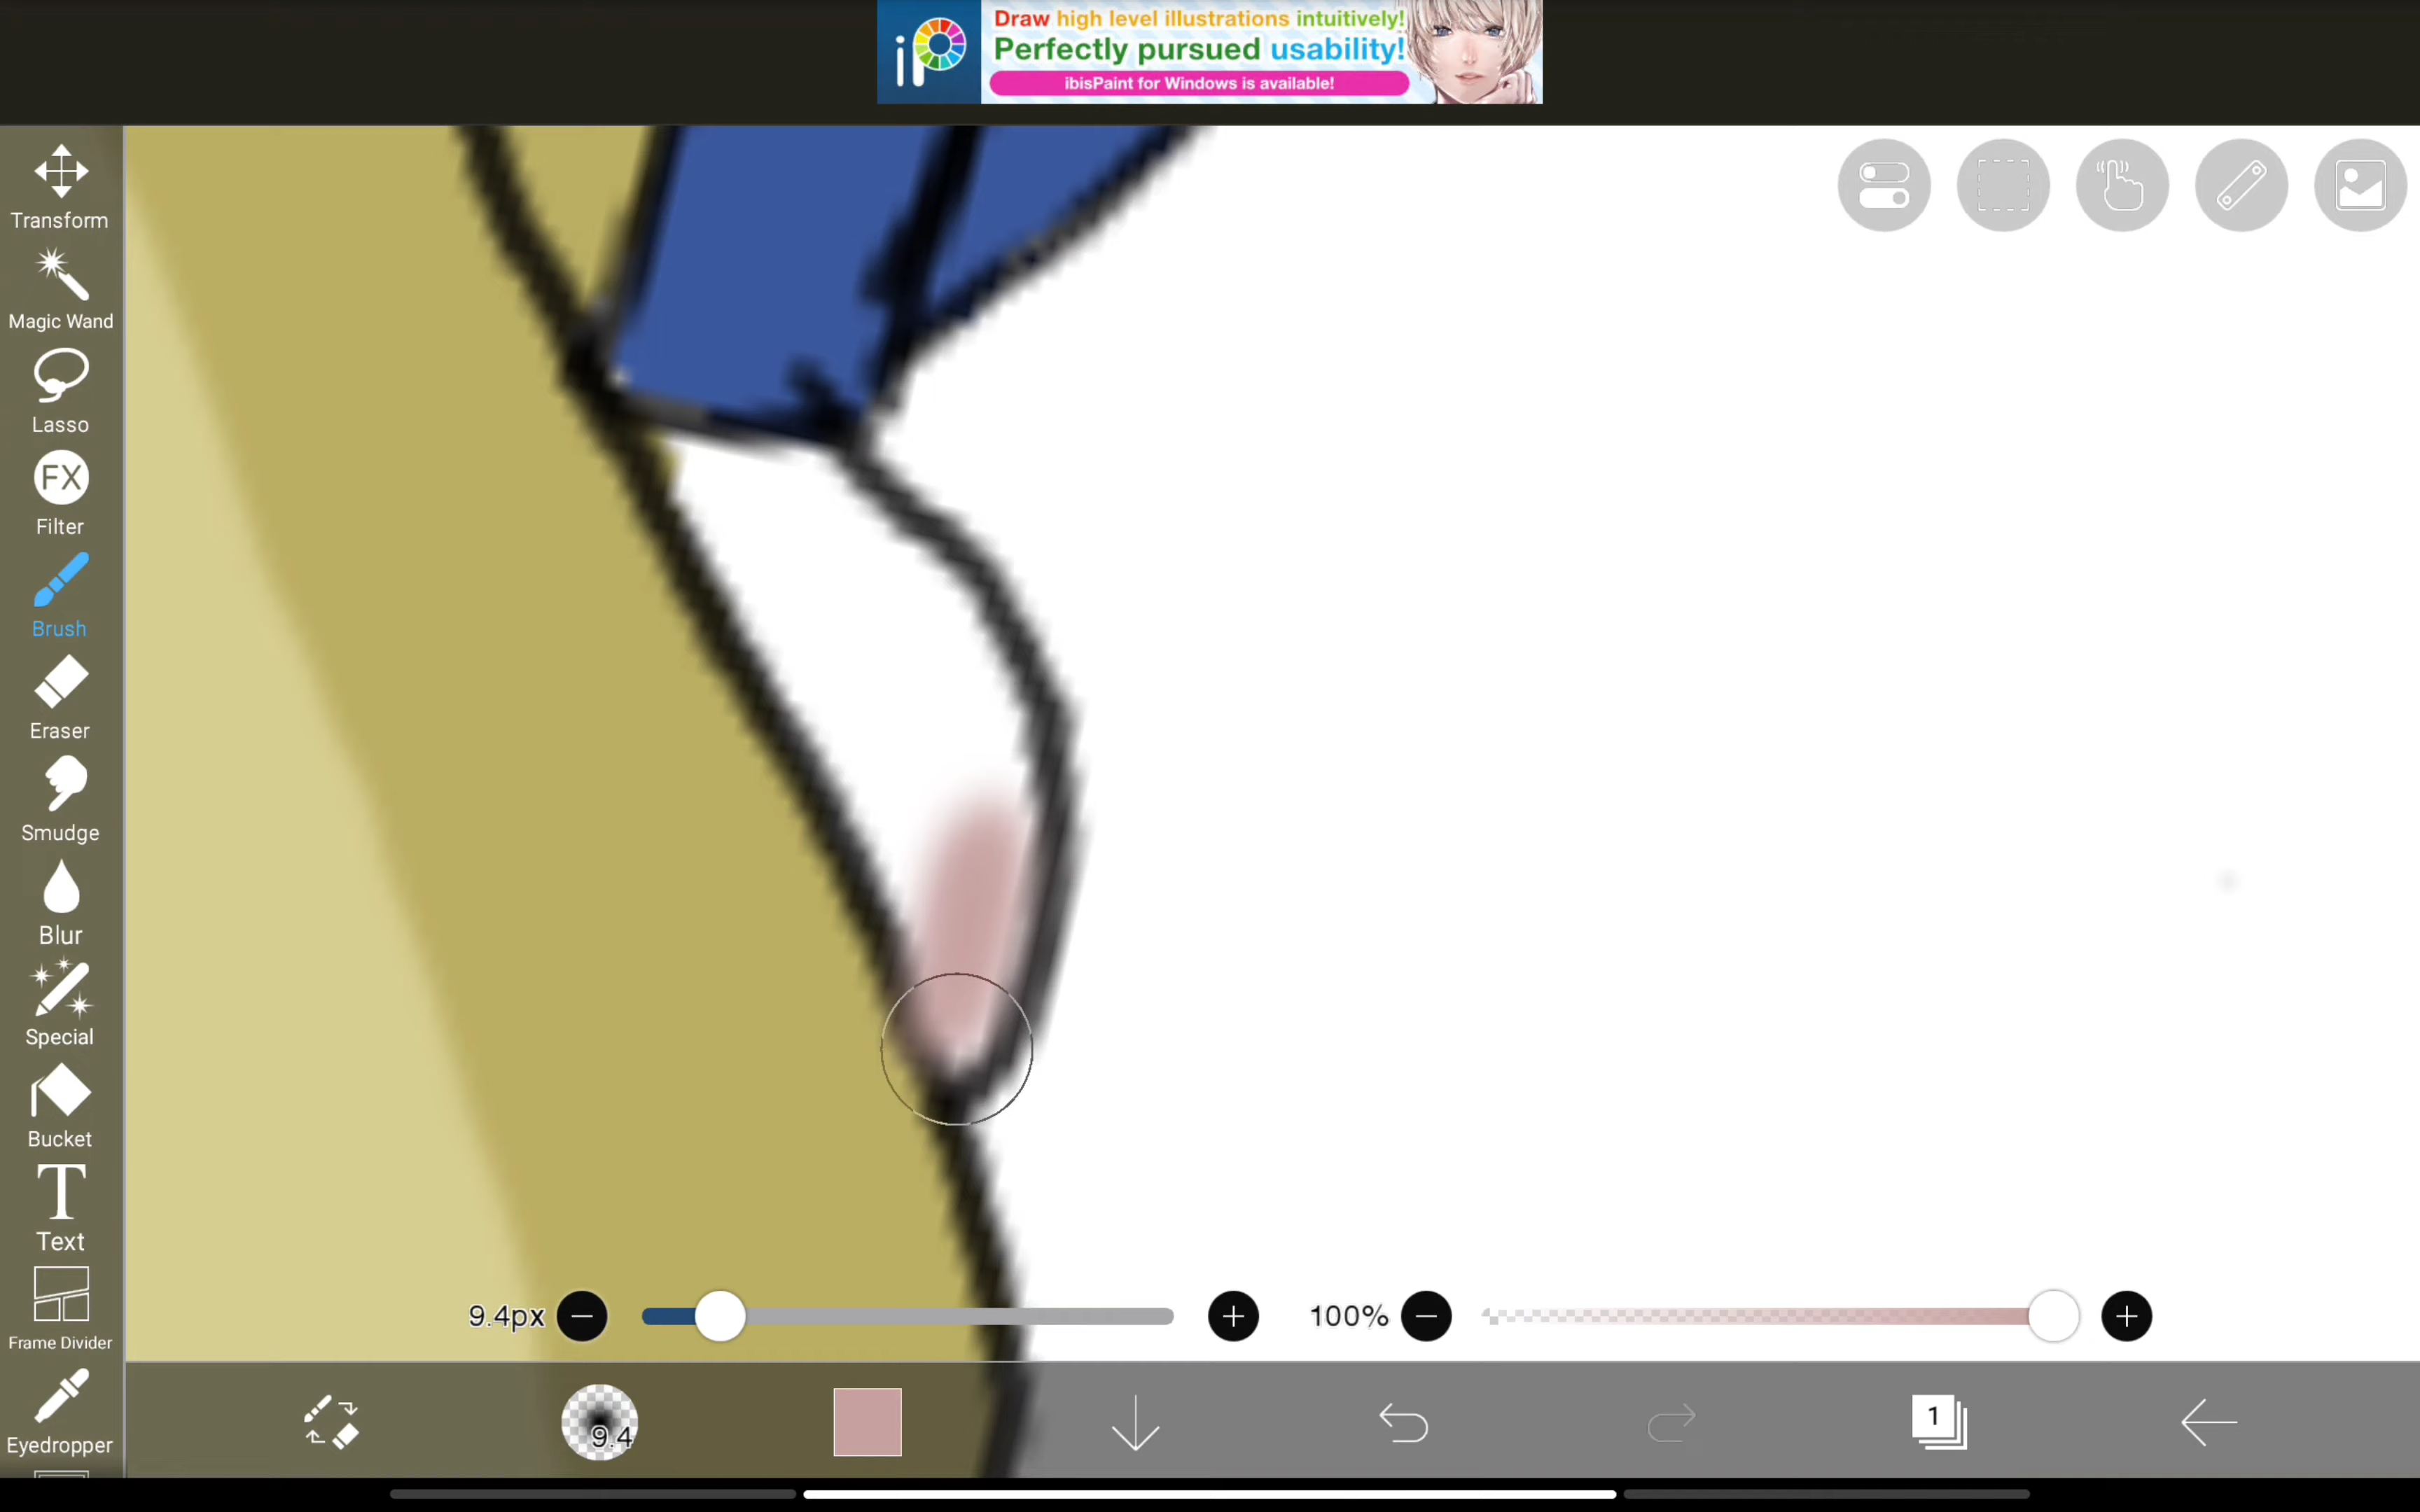 iP
Draw high level illustrations intuitively!
Perfectly pursued usability!
ibisPaint for Windows is available!
Transform
Magic Wand
Lasso
FX
Filter
Brush
Eraser
Smudge
Blur
Special
Bucket
T
Text
Frame Divider
Eyedropper
9.4px
100%
9.4
1